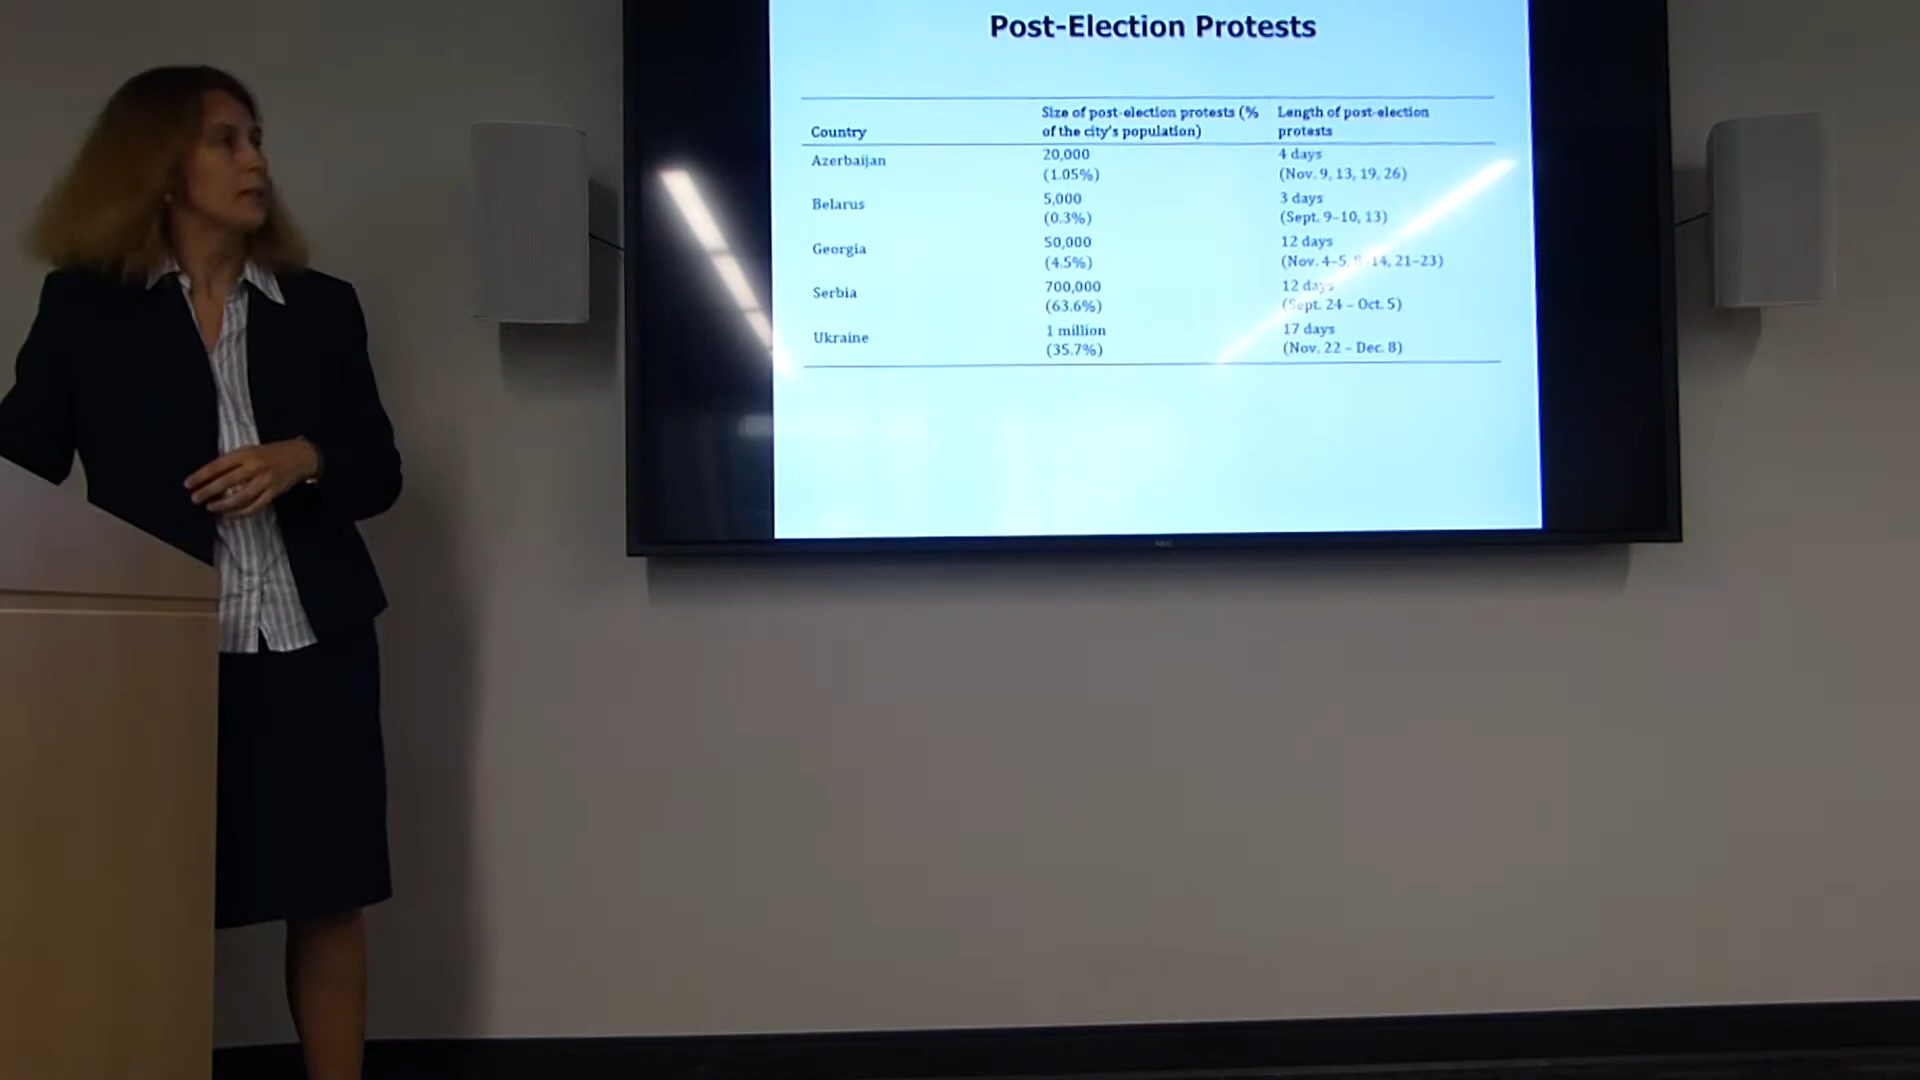 Post-Election Protests
Country
Size of post-election protests (%
of the city's population)
Length of post-election
protests
Azerbaijan
20,000
(1.05%)
4 days
(Nov. 9, 13, 19, 26)
Belarus
5,000
(0.3%)
3 days
(Sept. 9–10, 13)
Georgia
50,000
(4.5%)
12 days
(Nov. 4–5, 14, 21–23)
Serbia
700,000
(63.6%)
12 days
(Sept. 24 – Oct. 5)
Ukraine
1 million
(35.7%)
17 days
(Nov. 22 – Dec. 8)